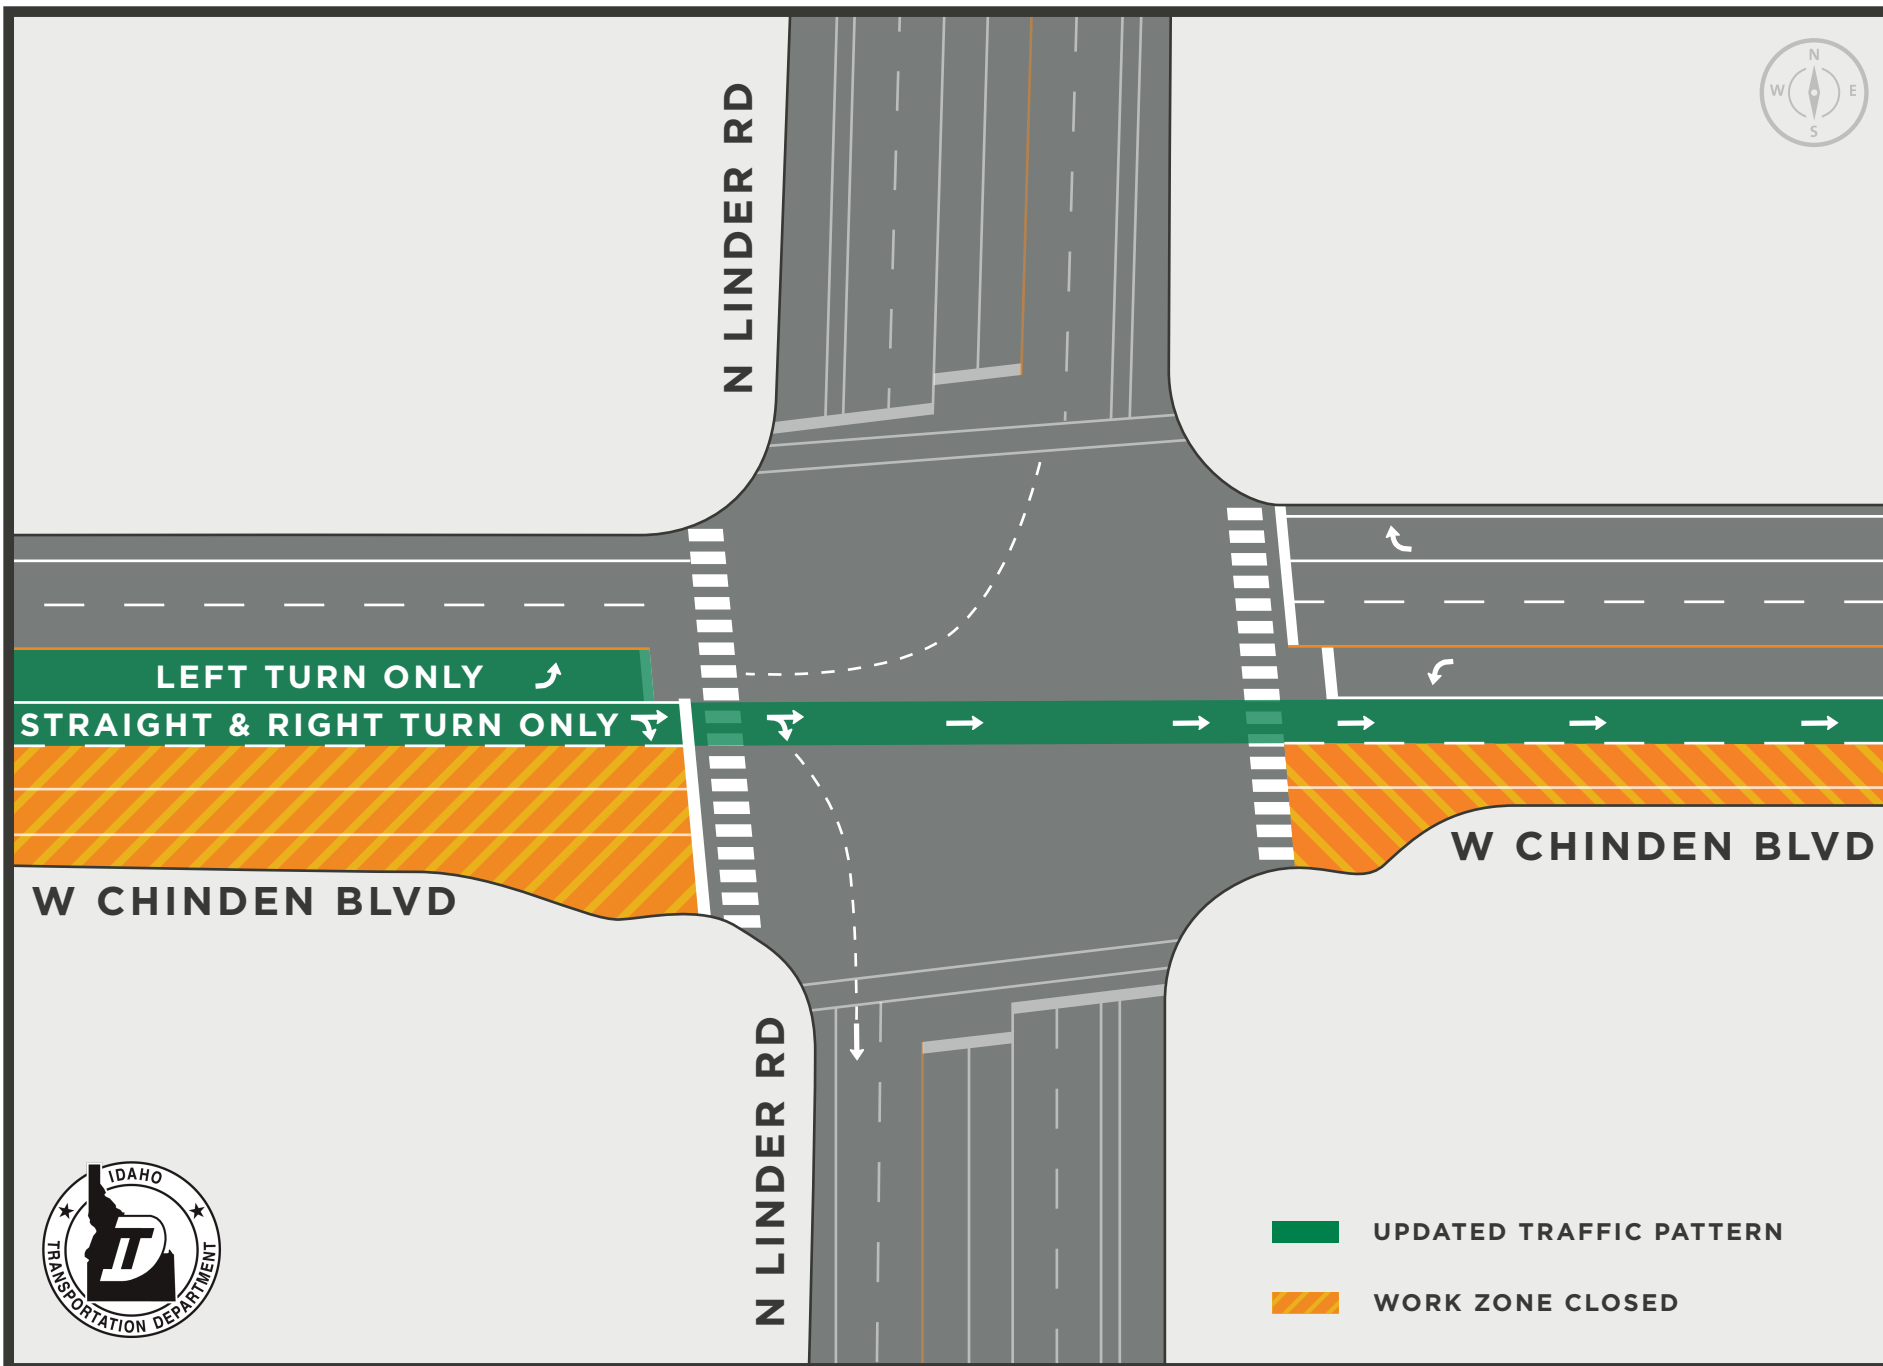 N LINDER RD
N
W E
S
LEFT TURN ONLY
STRAIGHT & RIGHT TURN ONLY
W CHINDEN BLVD
W CHINDEN BLVD
N LINDER RD
IDAHO
TRANSPORTATION DEPARTMENT
IT
UPDATED TRAFFIC PATTERN
WORK ZONE CLOSED